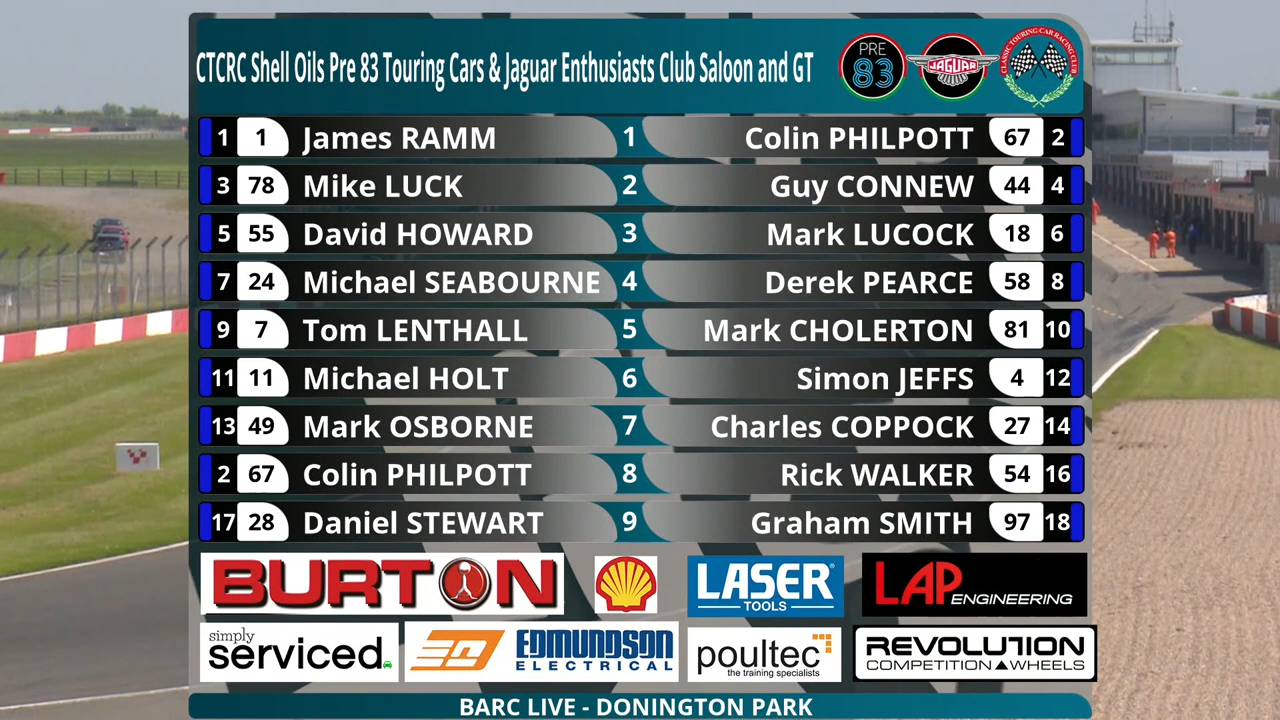 CTCRC Shell Oils Pre 83 Touring Cars & Jaguar Enthusiasts Club Saloon and GT
PRE 83
JAGUAR
CLASSIC TOURING CAR RACING CLUB
1 1 James RAMM 1 Colin PHILPOTT 67 2
3 78 Mike LUCK 2 Guy CONNEW 44 4
5 55 David HOWARD 3 Mark LUCOCK 18 6
7 24 Michael SEABOURNE 4 Derek PEARCE 58 8
9 7 Tom LENTHALL 5 Mark CHOLERTON 81 10
11 11 Michael HOLT 6 Simon JEFFS 4 12
13 49 Mark OSBORNE 7 Charles COPPOCK 27 14
2 67 Colin PHILPOTT 8 Rick WALKER 54 16
17 28 Daniel STEWART 9 Graham SMITH 97 18
BURTON
LASER
TOOLS
LAP ENGINEERING
simply
serviced.
EDMUNDSON
ELECTRICAL
poultec
the training specialists
REVOLUTION
COMPETITION WHEELS
BARC LIVE - DONINGTON PARK